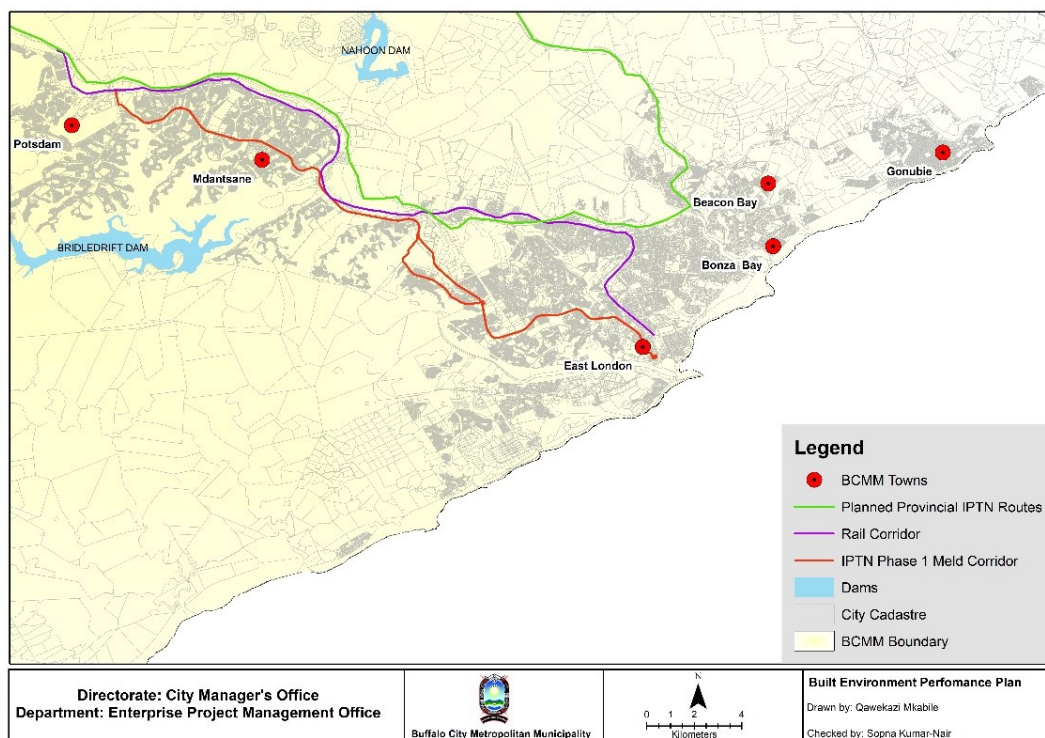 NAHOON DAM
Potsdam
Mdantsane
Gonubie
Beacon Bay
BRIDLEDRIFT DAM
Bonza Bay
East London
Legend
BCMM Towns
Planned Provincial IPTN Routes
Rail Corridor
IPTN Phase 1 Meld Corridor
Dams
City Cadastre
BCMM Boundary
Directorate: City Manager's Office
Department: Enterprise Project Management Office
Buffalo City Metropolitan Municipality
N
0 2 4
Kilometers
Built Environment Perfomance Plan
Drawn by: Qawekazi Mkabile
Checked by: Sopna Kumar-Nair